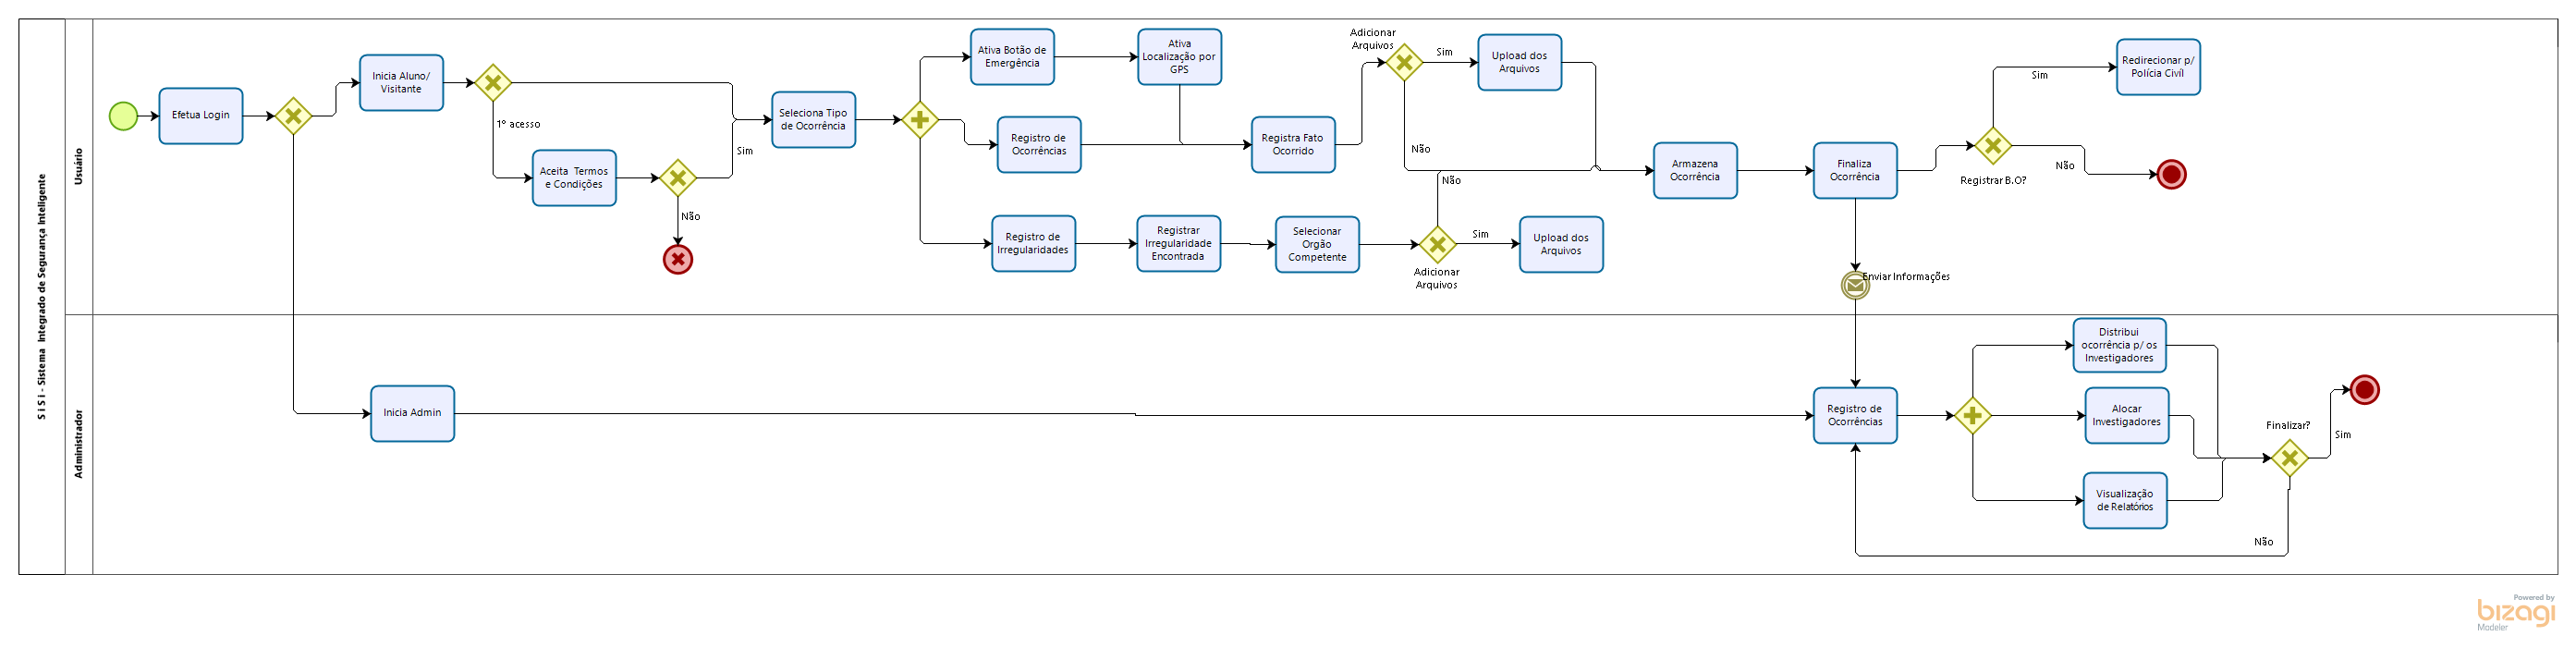 S i S i - Sistema  Integrado de Segurança Inteligente
Usuário
Efetua Login
Inicia Aluno/
Visitante
1º acesso
Aceita  Termos
e Condições
Não
Sim
Seleciona Tipo
de Ocorrência
Ativa Botão de
Emergência
Ativa
Localização por
GPS
Registro de
Ocorrências
Registra Fato
Ocorrido
Registro de
Irregularidades
Registrar
Irregularidade
Encontrada
Selecionar
Orgão
Competente
Adicionar
Arquivos
Sim
Não
Upload dos
Arquivos
Não
Sim
Adicionar
Arquivos
Upload dos
Arquivos
Armazena
Ocorrência
Finaliza
Ocorrência
Enviar Informações
Registrar B.O?
Sim
Não
Redirecionar p/
Polícia Civíl
Administrador
Inicia Admin
Registro de
Ocorrências
Distribui
ocorrência p/ os
Investigadores
Alocar
Investigadores
Visualização
de Relatórios
Finalizar?
Sim
Não
Powered by
bizagi
Modeler